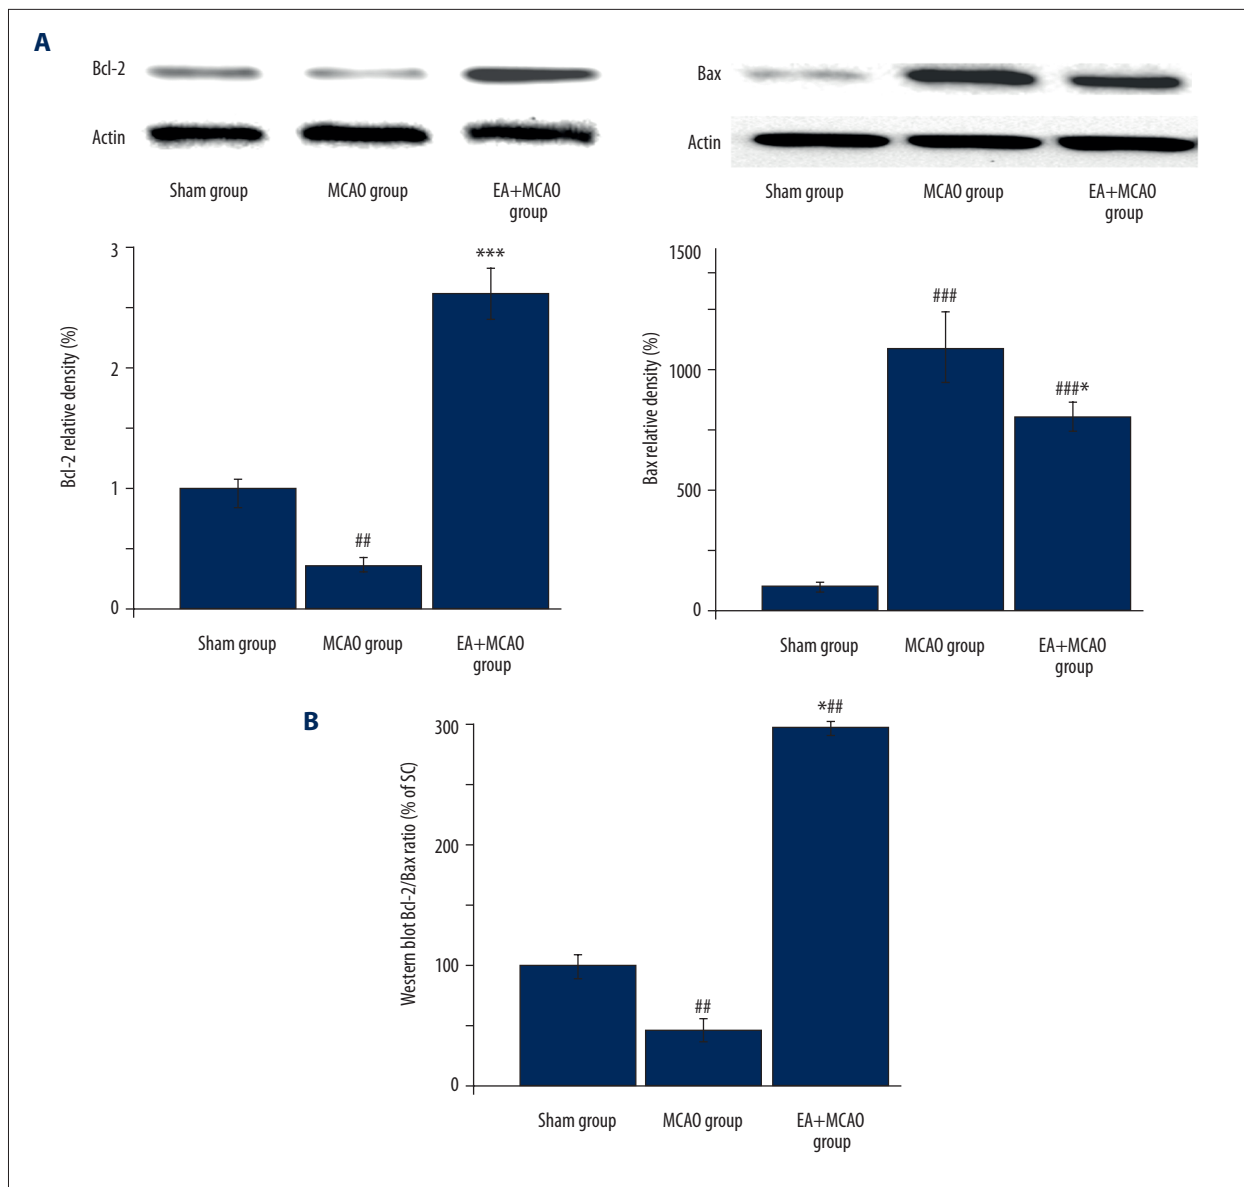 A
Bcl-2
Actin
Sham group
MCAO group
EA+MCAO
group
Bax
Actin
Sham group
MCAO group
EA+MCAO
group
Bcl-2 relative density (%)
3
2
1
0
***
##
Sham group
MCAO group
EA+MCAO
group
Bax relative density (%)
1500
1000
500
0
###
###*
Sham group
MCAO group
EA+MCAO
group
B
Western blot Bcl-2/Bax ratio (% of SC)
300
200
100
0
*##
##
Sham group
MCAO group
EA+MCAO
group